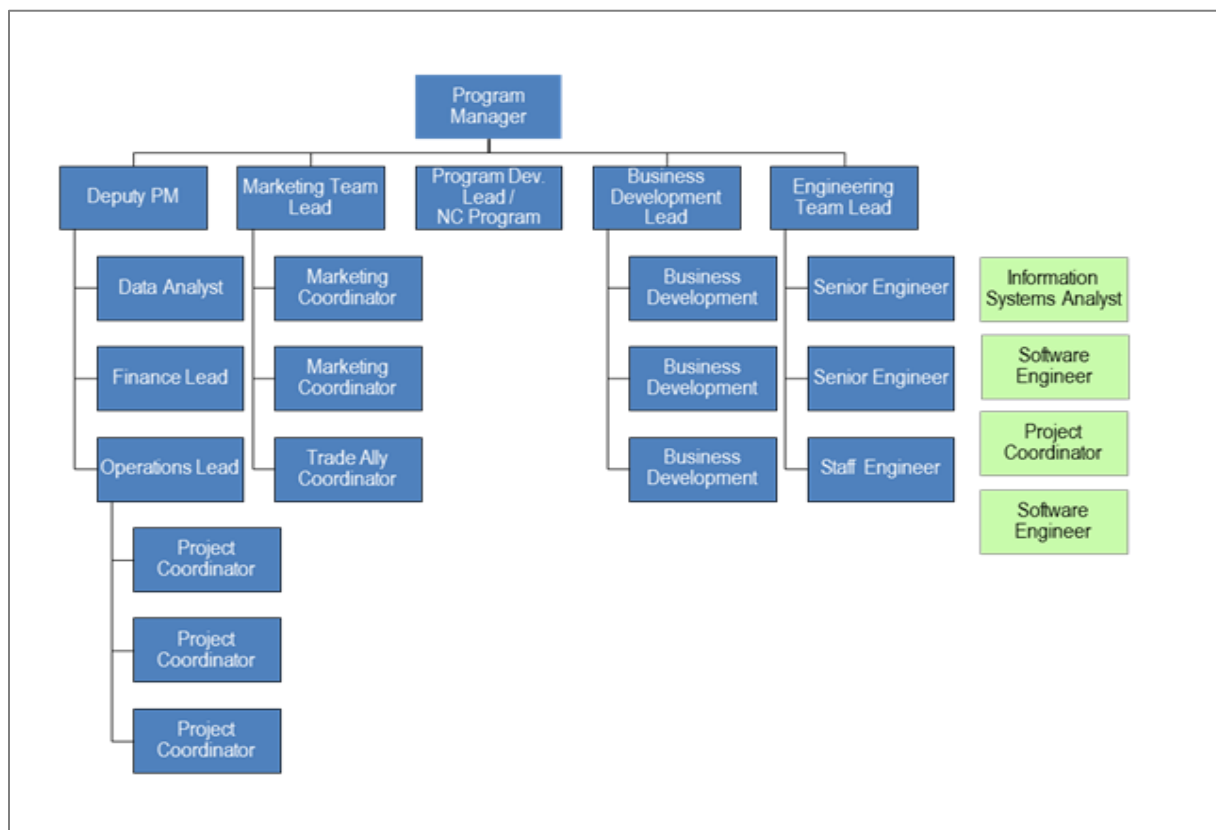 Program
Manager
Deputy PM
Marketing Team
Lead
Program Dev.
Lead /
NC Program
Business
Development
Lead
Engineering
Team Lead
Data Analyst
Marketing
Coordinator
Business
Development
Senior Engineer
Information
Systems Analyst
Finance Lead
Marketing
Coordinator
Business
Development
Senior Engineer
Software
Engineer
Operations Lead
Trade Ally
Coordinator
Business
Development
Staff Engineer
Project
Coordinator
Software
Engineer
Project
Coordinator
Project
Coordinator
Project
Coordinator